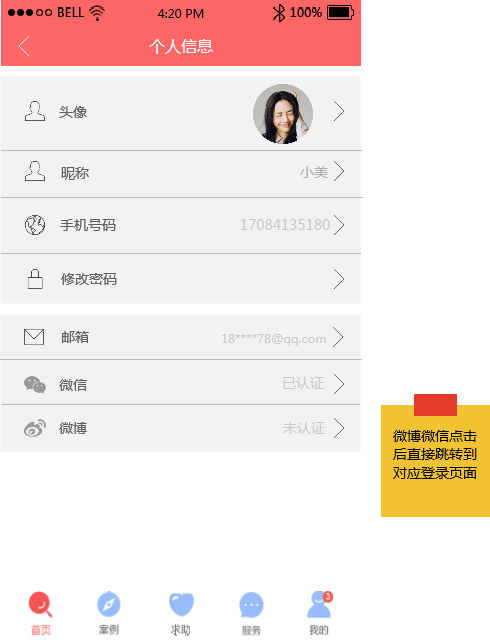 BELL 4:20 PM 100%
个人信息
头像
昵称 小美
手机号码 17084135180
修改密码
邮箱 18****78@qq.com
微信 已认证
微博 未认证
微博微信点击
后直接跳转到
对应登录页面
3
首页 案例 求助 服务 我的